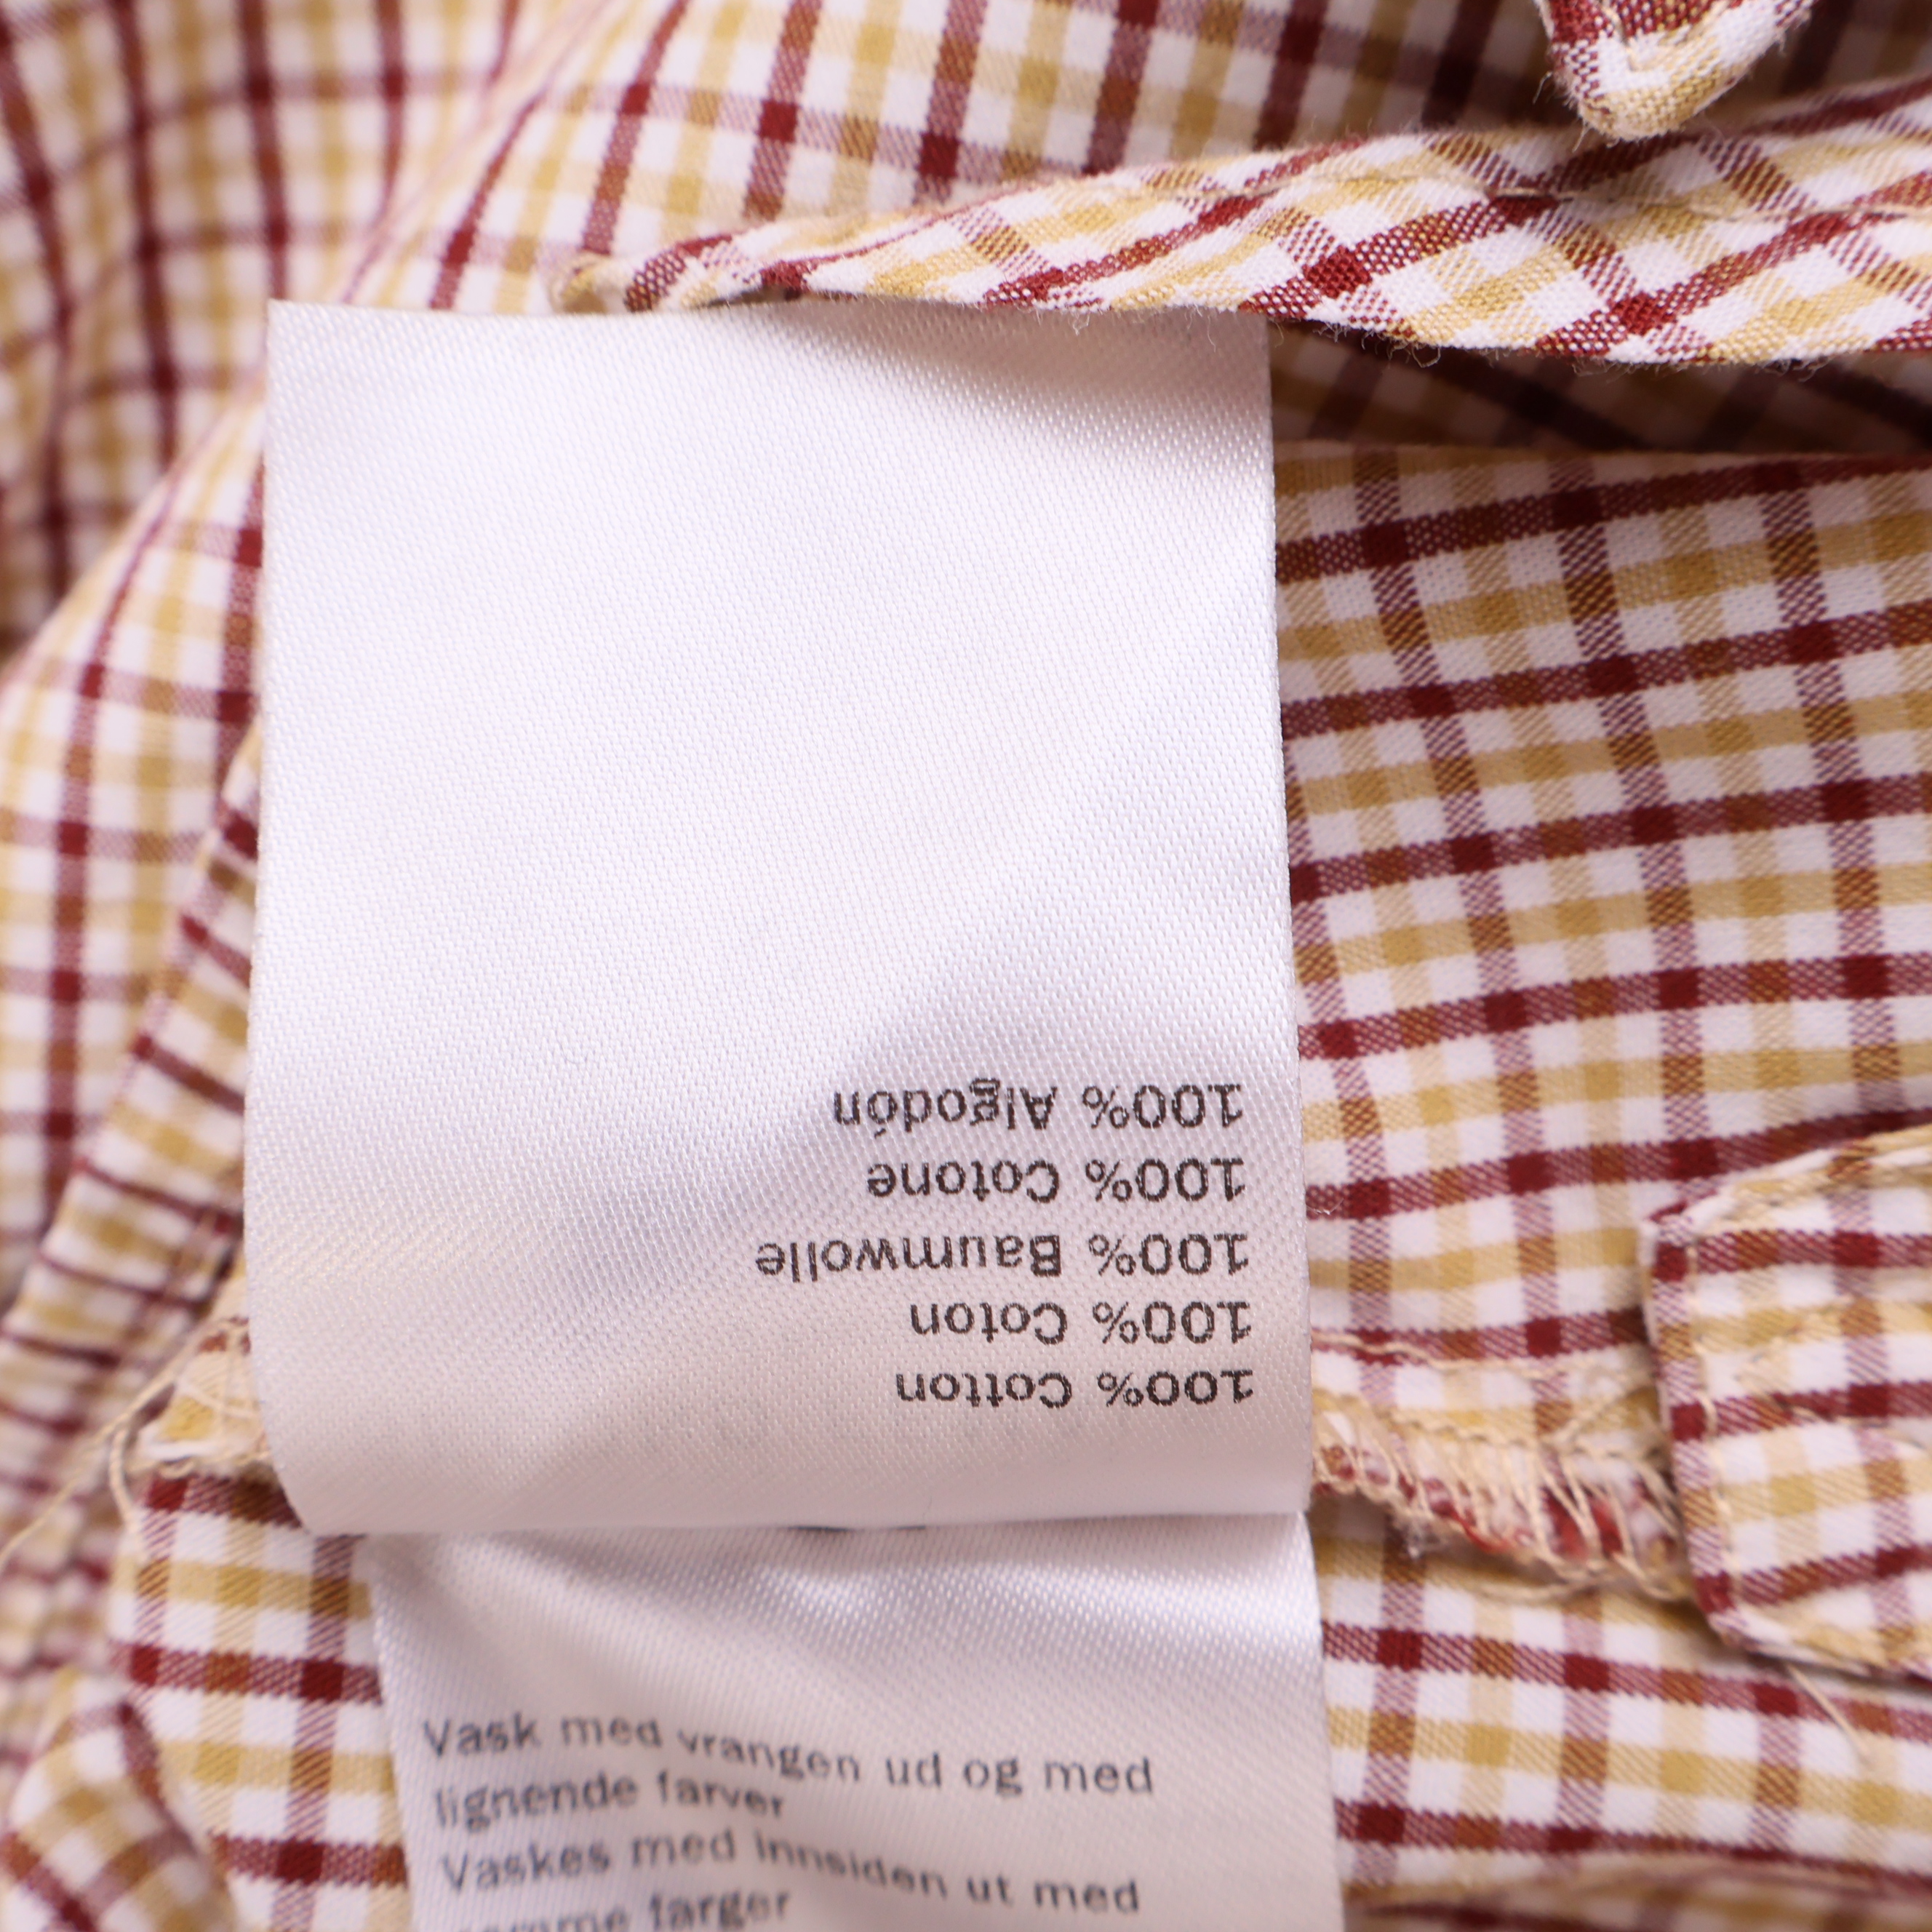 100% Cotton
100% Coton
100% Baumwolle
100% Cotone
100% Algodón
Vask med vrangen ud og med
lignende farver
Vaskes med innsiden ut med
farger